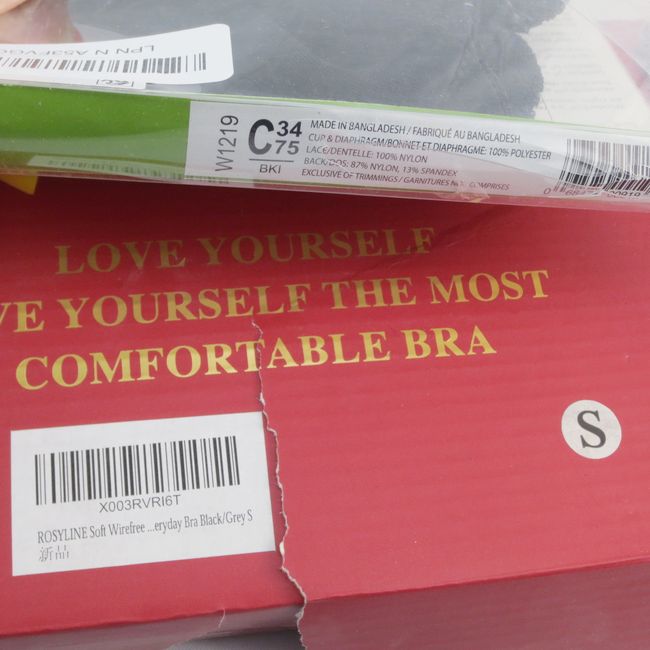 LPN N
W1219
C 34 75
BKI
MADE IN BANGLADESH / FABRIQUÉ AU BANGLADESH
CUP & DIAPHRAGM/BONNET ET DIAPHRAGME: 100% POLYESTER
LACE/DENTELLE: 100% NYLON
BACK/DOS: 87% NYLON, 13% SPANDEX
EXCLUSIVE OF TRIMMINGS / GARNITURES NON COMPRISES
LOVE YOURSELF
VE YOURSELF THE MOST
COMFORTABLE BRA
S
X003RVRI6T
ROSYLINE Soft Wirefree ...eryday Bra Black/Grey S
新品